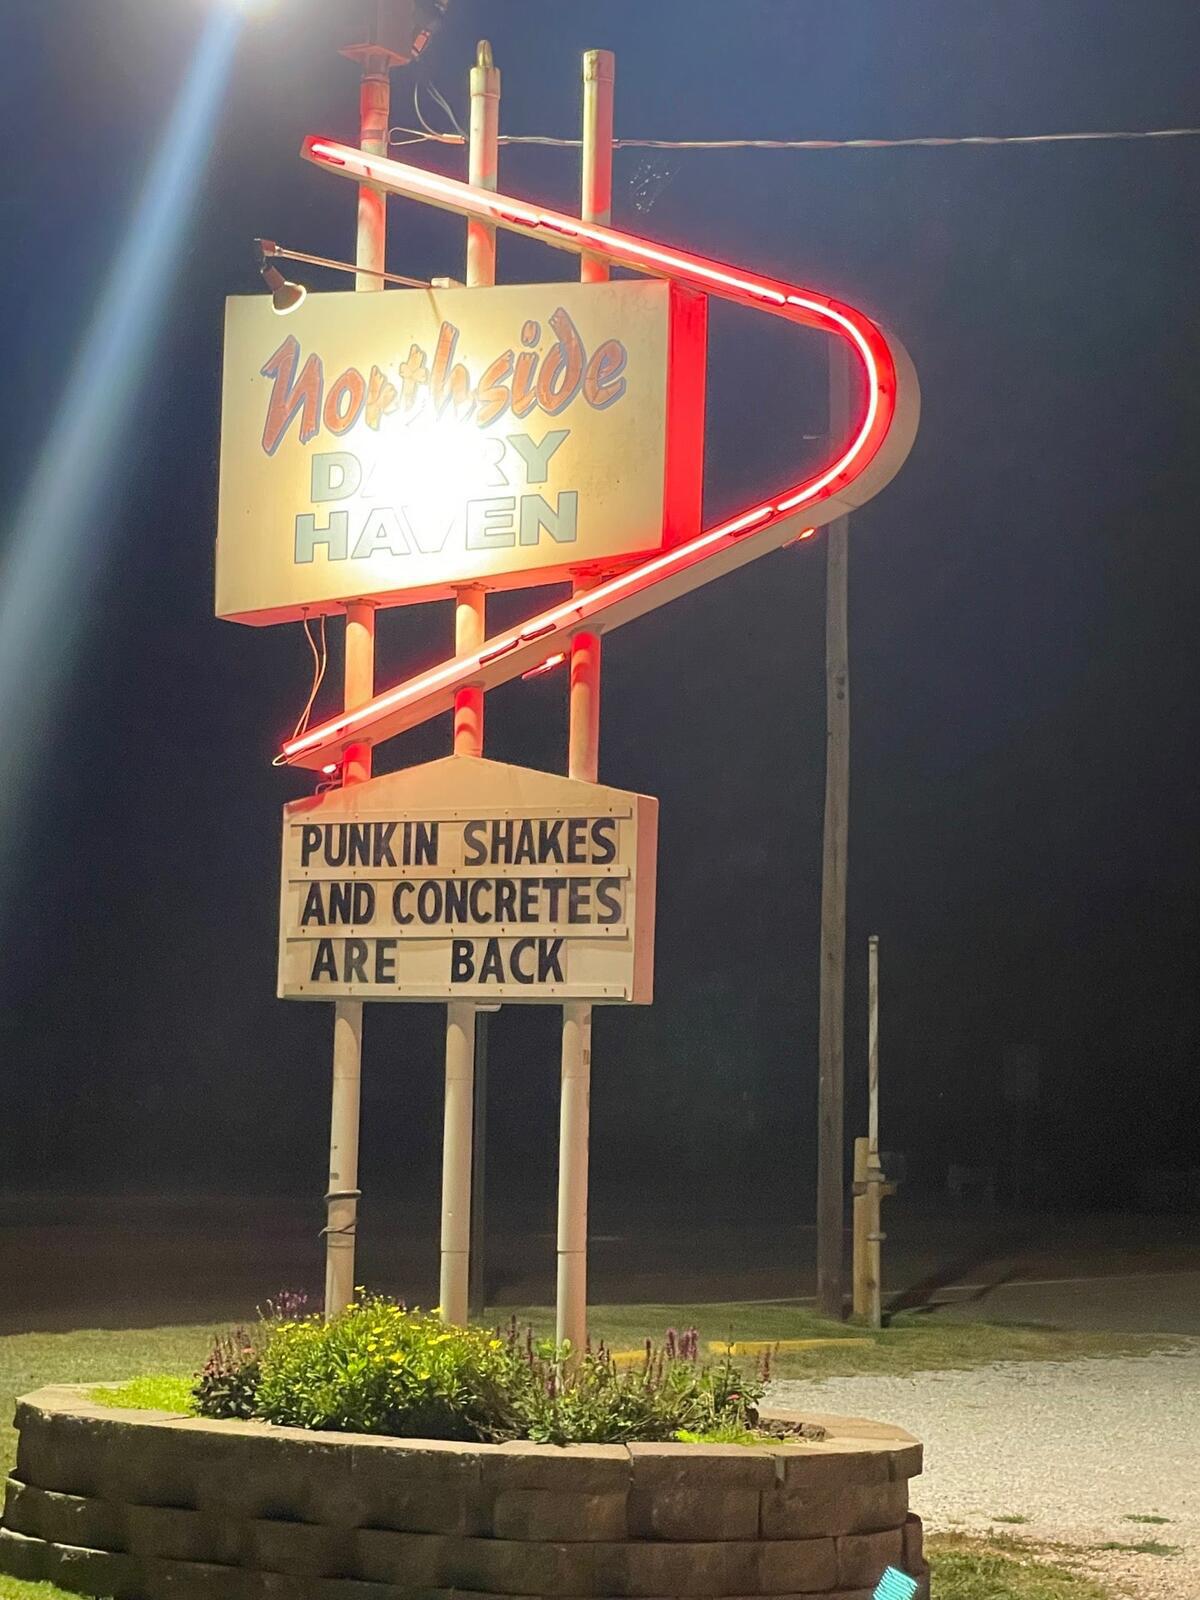 Northside
DAIRY
HAVEN
PUNKIN SHAKES
AND CONCRETES
ARE BACK